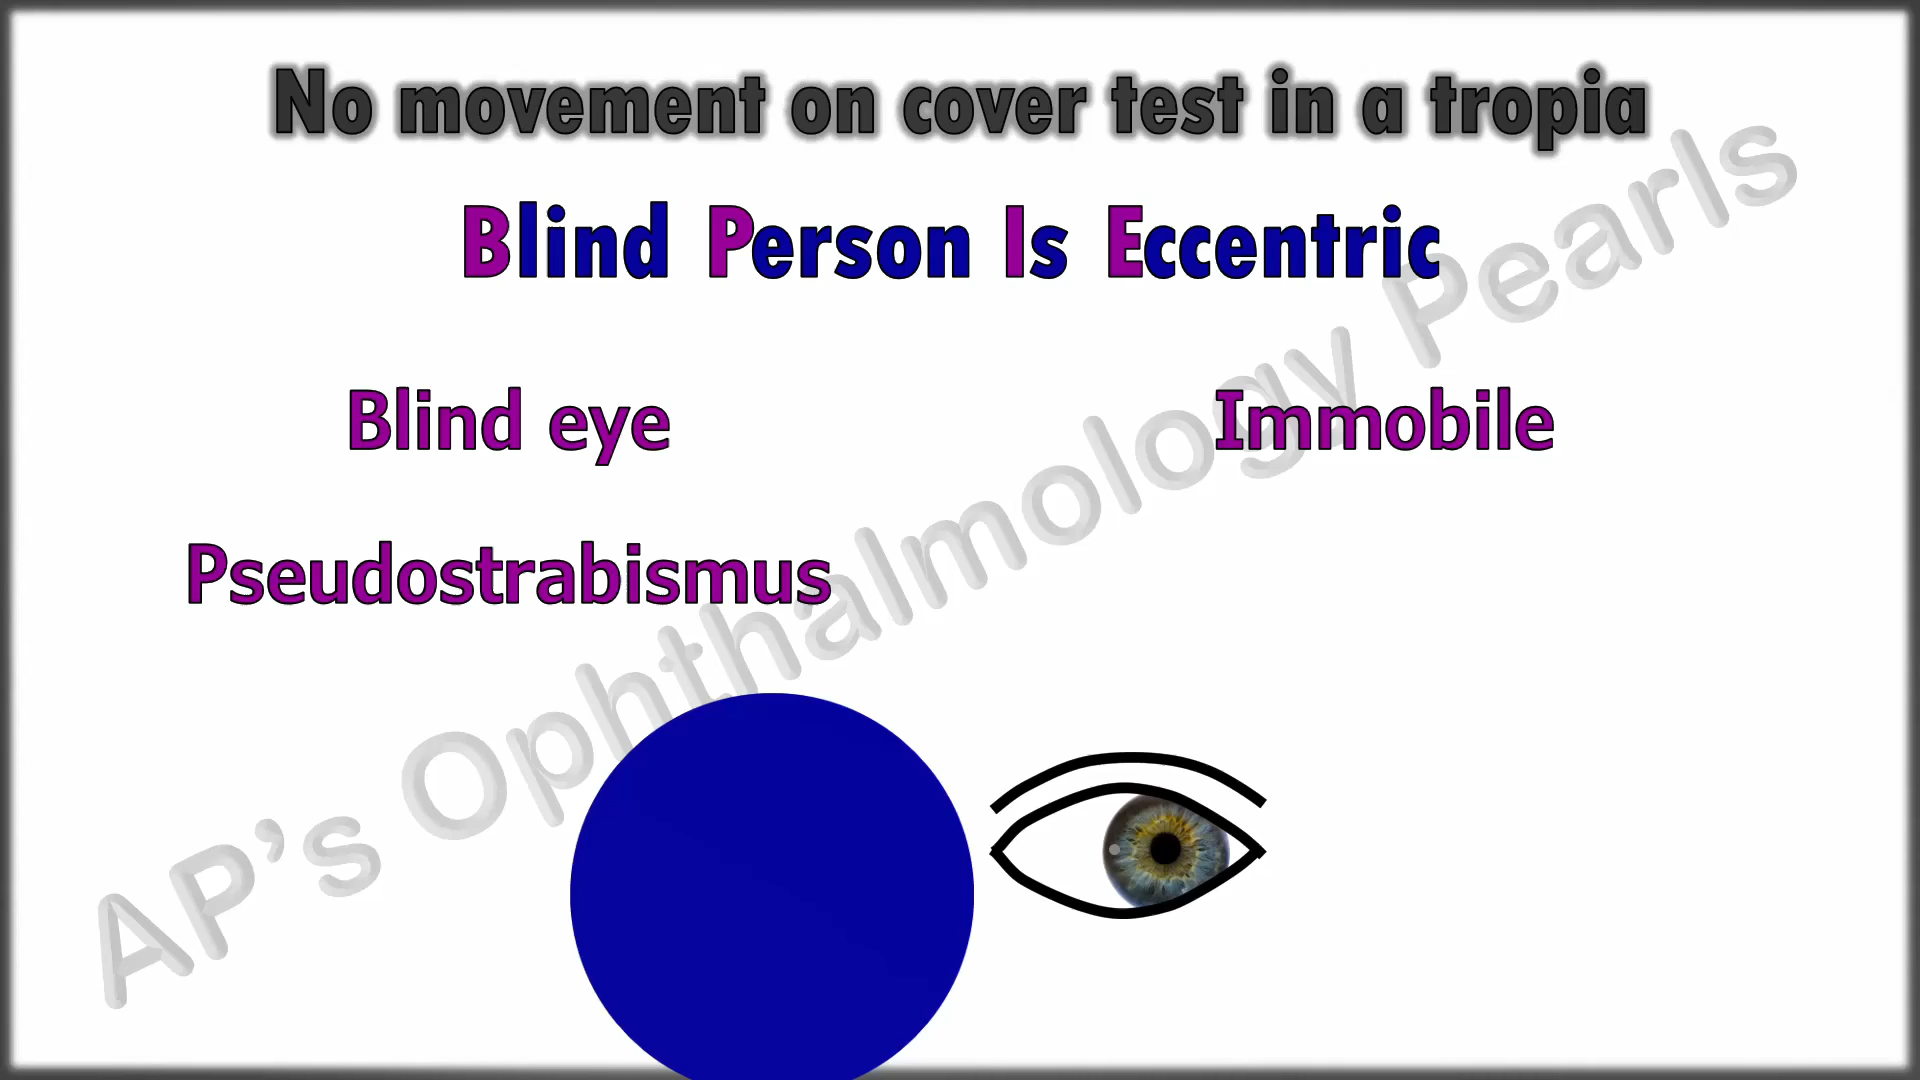 No movement on cover test in a tropia
Blind Person Is Eccentric
Blind eye
Immobile
Pseudostrabismus
AP's Ophthalmology Pearls